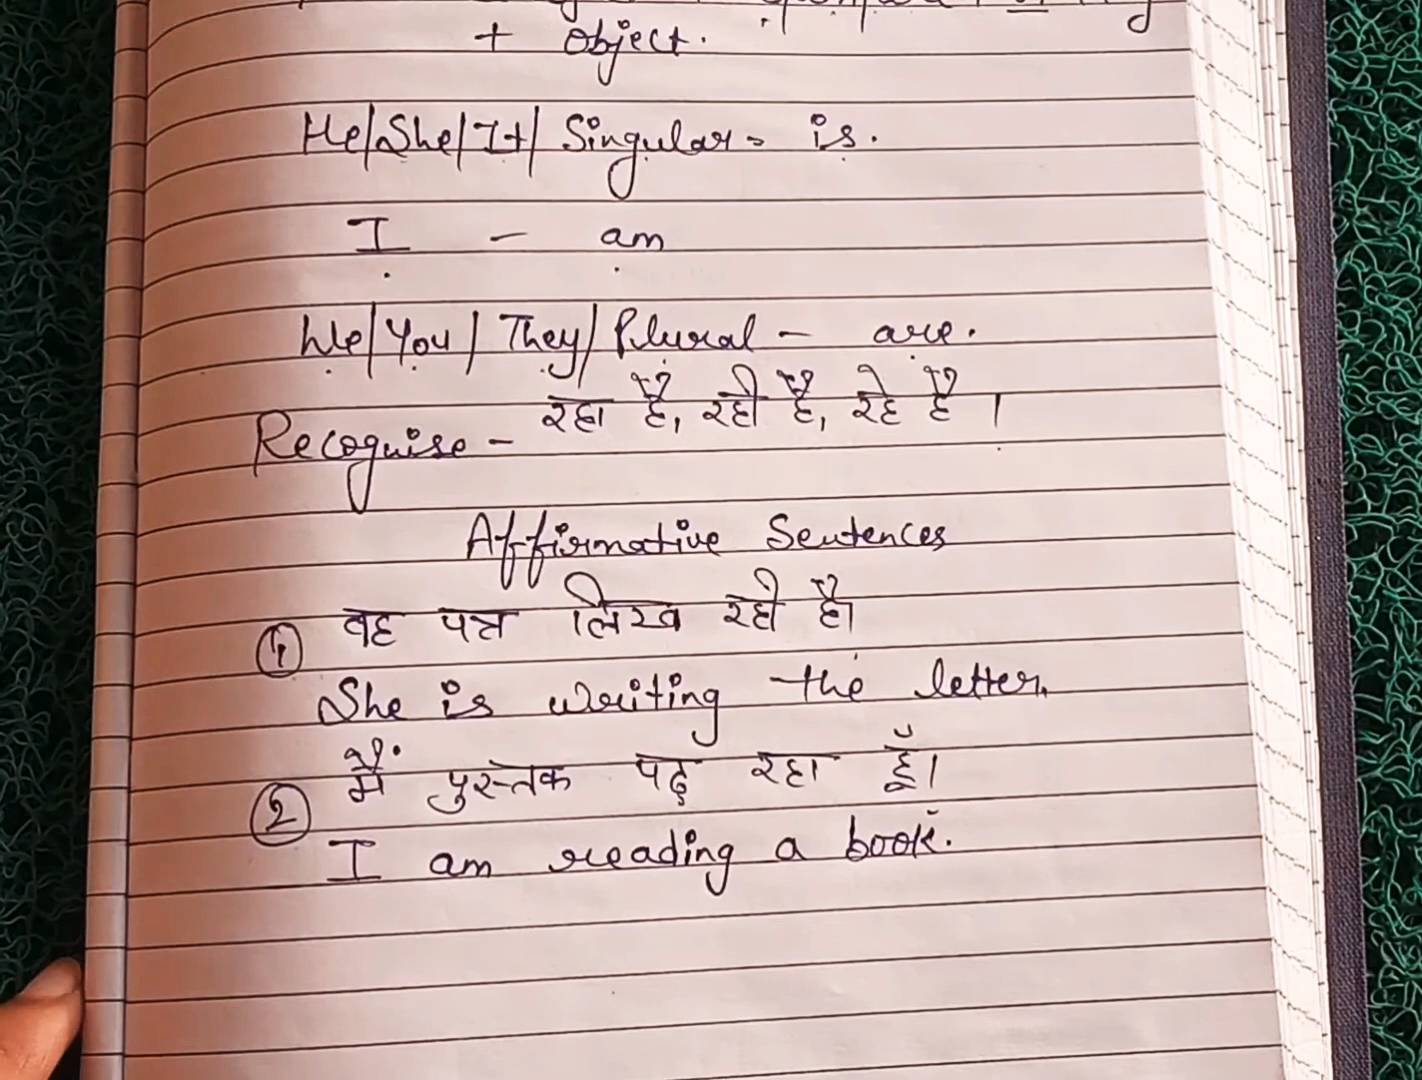 + object.
He/She/It/ Singular - is.
I - am
We/You/They/Plural - are.
Recognise - रहा है, रही है, रहे हैं।
Affirmative Sentences
① वह पत्र लिख रही है।
She is writing the letter.
② मैं पुस्तक पढ़ रहा हूँ।
I am reading a book.